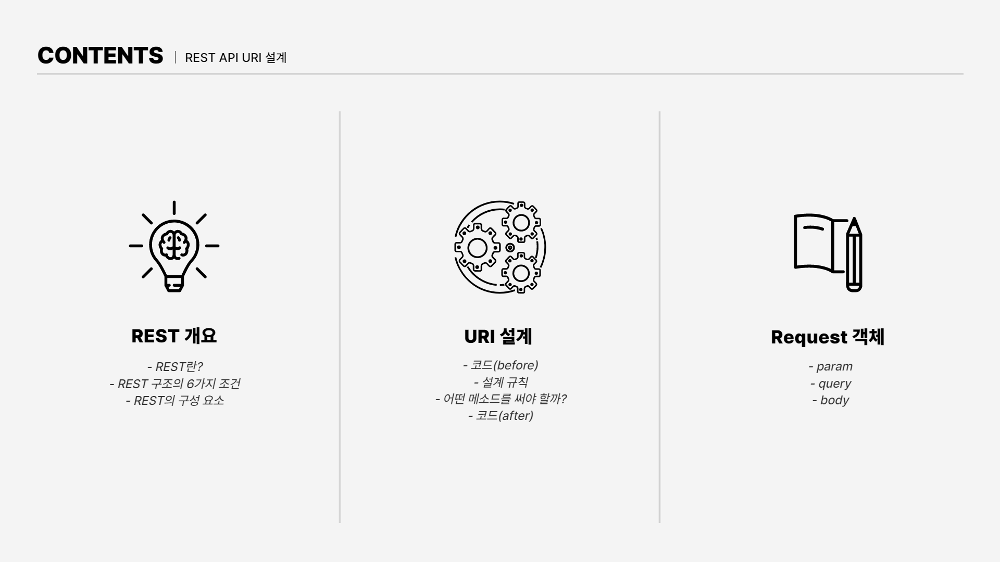 CONTENTS | REST API URI 설계
REST 개요
- REST란?
- REST 구조의 6가지 조건
- REST의 구성 요소
URI 설계
- 코드(before)
- 설계 규칙
- 어떤 메소드를 써야 할까?
- 코드(after)
Request 객체
- param
- query
- body